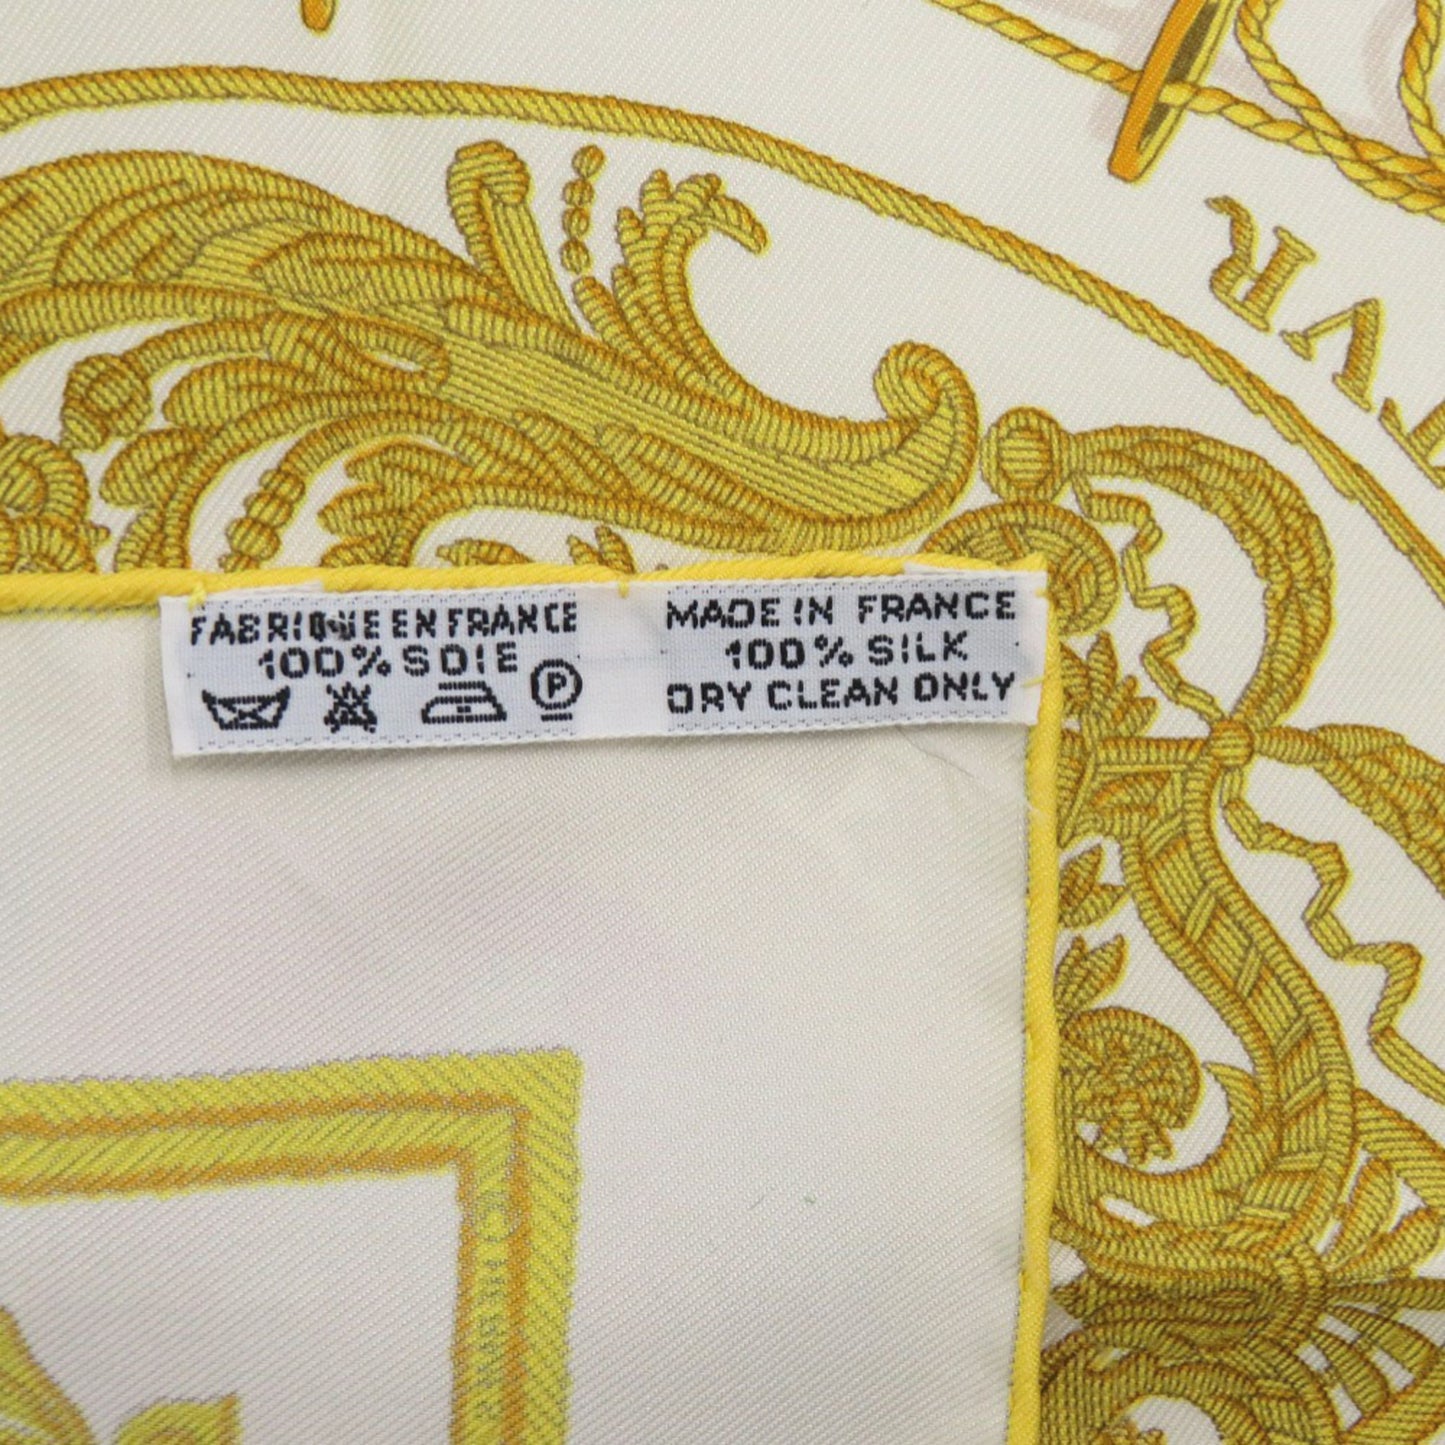 FABRIQUE EN FRANCE
100% SOIE
P
MADE IN FRANCE
100% SILK
DRY CLEAN ONLY